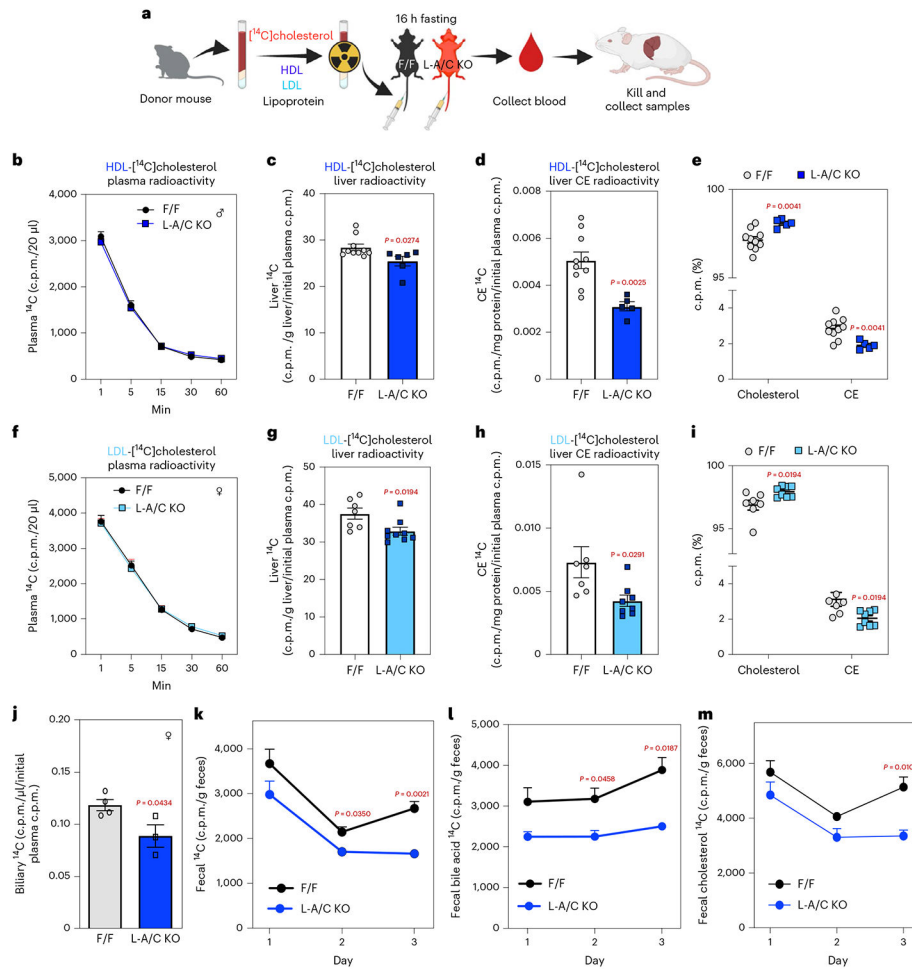 a
16 h fasting
[¹⁴C]cholesterol
F/F
L-A/C KO
HDL
LDL
Donor mouse
Lipoprotein
Collect blood
Kill and
collect samples
b
HDL-[¹⁴C]cholesterol
plasma radioactivity
Plasma ¹⁴C (c.p.m./20 µl)
4,000
3,000
2,000
1,000
0
F/F
L-A/C KO
♂
1
5
15
30
60
Min
c
HDL-[¹⁴C]cholesterol
liver radioactivity
Liver ¹⁴C
(c.p.m./g liver/initial plasma c.p.m.)
40
30
20
10
0
P = 0.0274
F/F
L-A/C KO
d
HDL-[¹⁴C]cholesterol
liver CE radioactivity
CE ¹⁴C
(c.p.m./mg protein/initial plasma c.p.m.)
0.008
0.006
0.004
0.002
0
P = 0.0025
F/F
L-A/C KO
e
F/F
L-A/C KO
c.p.m. (%)
100
95
4
2
0
P = 0.0041
P = 0.0041
Cholesterol
CE
f
LDL-[¹⁴C]cholesterol
plasma radioactivity
Plasma ¹⁴C (c.p.m./20 µl)
5,000
4,000
3,000
2,000
1,000
0
F/F
L-A/C KO
♀
1
5
15
30
60
Min
g
LDL-[¹⁴C]cholesterol
liver radioactivity
Liver ¹⁴C
(c.p.m./g liver/initial plasma c.p.m.)
50
40
30
20
10
0
P = 0.0194
F/F
L-A/C KO
h
LDL-[¹⁴C]cholesterol
liver CE radioactivity
CE ¹⁴C
(c.p.m./mg protein/initial plasma c.p.m.)
0.015
0.010
0.005
0
P = 0.0291
F/F
L-A/C KO
i
F/F
L-A/C KO
c.p.m. (%)
100
95
4
2
0
P = 0.0194
P = 0.0194
Cholesterol
CE
j
Biliary ¹⁴C (c.p.m./µl/initial
plasma c.p.m.)
0.20
0.15
0.10
0.05
0
♀
P = 0.0434
F/F
L-A/C KO
k
Fecal ¹⁴C (c.p.m./g feces)
4,000
3,000
2,000
1,000
0
P = 0.0350
P = 0.0021
F/F
L-A/C KO
1
2
3
Day
l
Fecal bile acid ¹⁴C (c.p.m./g feces)
5,000
4,000
3,000
2,000
1,000
0
P = 0.0458
P = 0.0187
F/F
L-A/C KO
1
2
3
Day
m
Fecal cholesterol ¹⁴C (c.p.m./g feces)
8,000
6,000
4,000
2,000
0
P = 0.010
F/F
L-A/C KO
1
2
3
Day